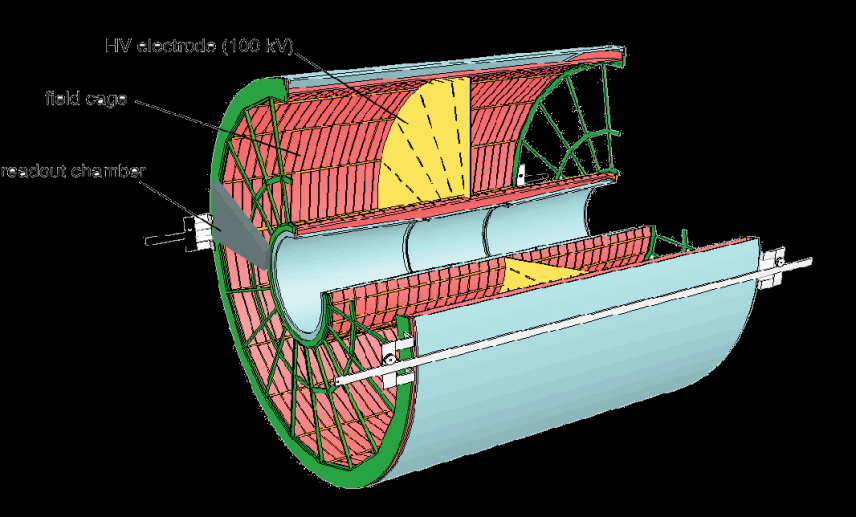 HV electrode (100 kV)
field cage
readout chamber